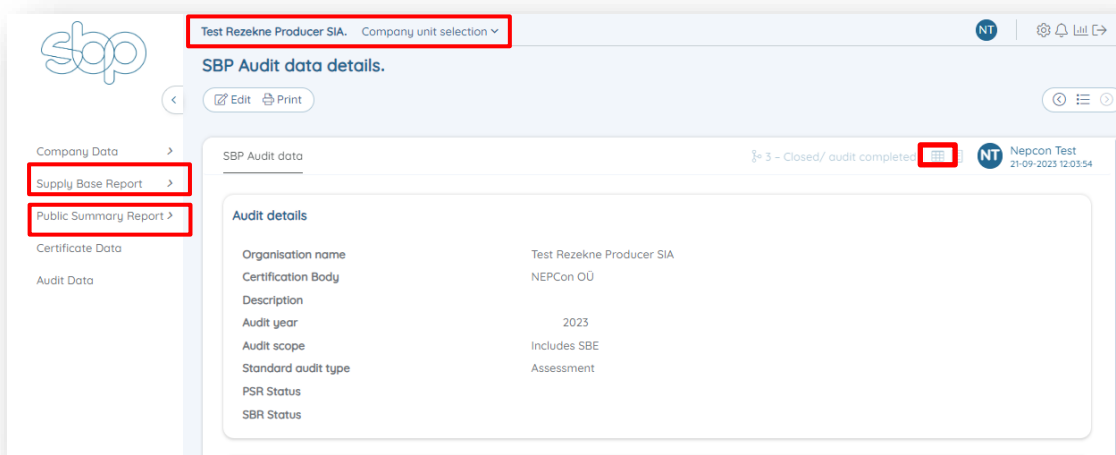 sbp
Test Rezekne Producer SIA. Company unit selection
NT
SBP Audit data details.
Edit Print
Company Data
Supply Base Report
Public Summary Report
Certificate Data
Audit Data
SBP Audit data
3 – Closed/ audit completed
NT Nepcon Test
21-09-2023 12:03:54
Audit details
Organisation name Test Rezekne Producer SIA
Certification Body NEPCon OÜ
Description
Audit year 2023
Audit scope Includes SBE
Standard audit type Assessment
PSR Status
SBR Status